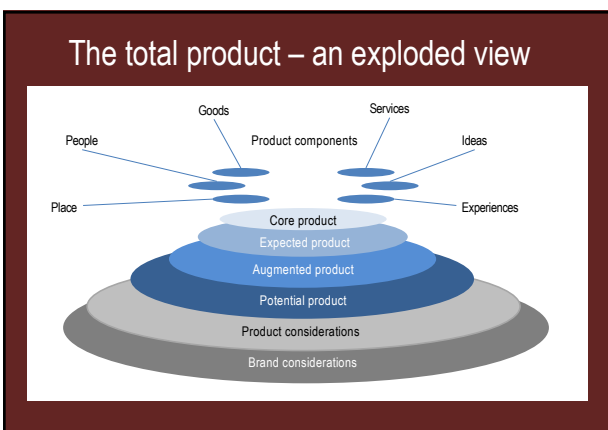 The total product – an exploded view
Goods
Services
People
Product components
Ideas
Place
Experiences
Core product
Expected product
Augmented product
Potential product
Product considerations
Brand considerations